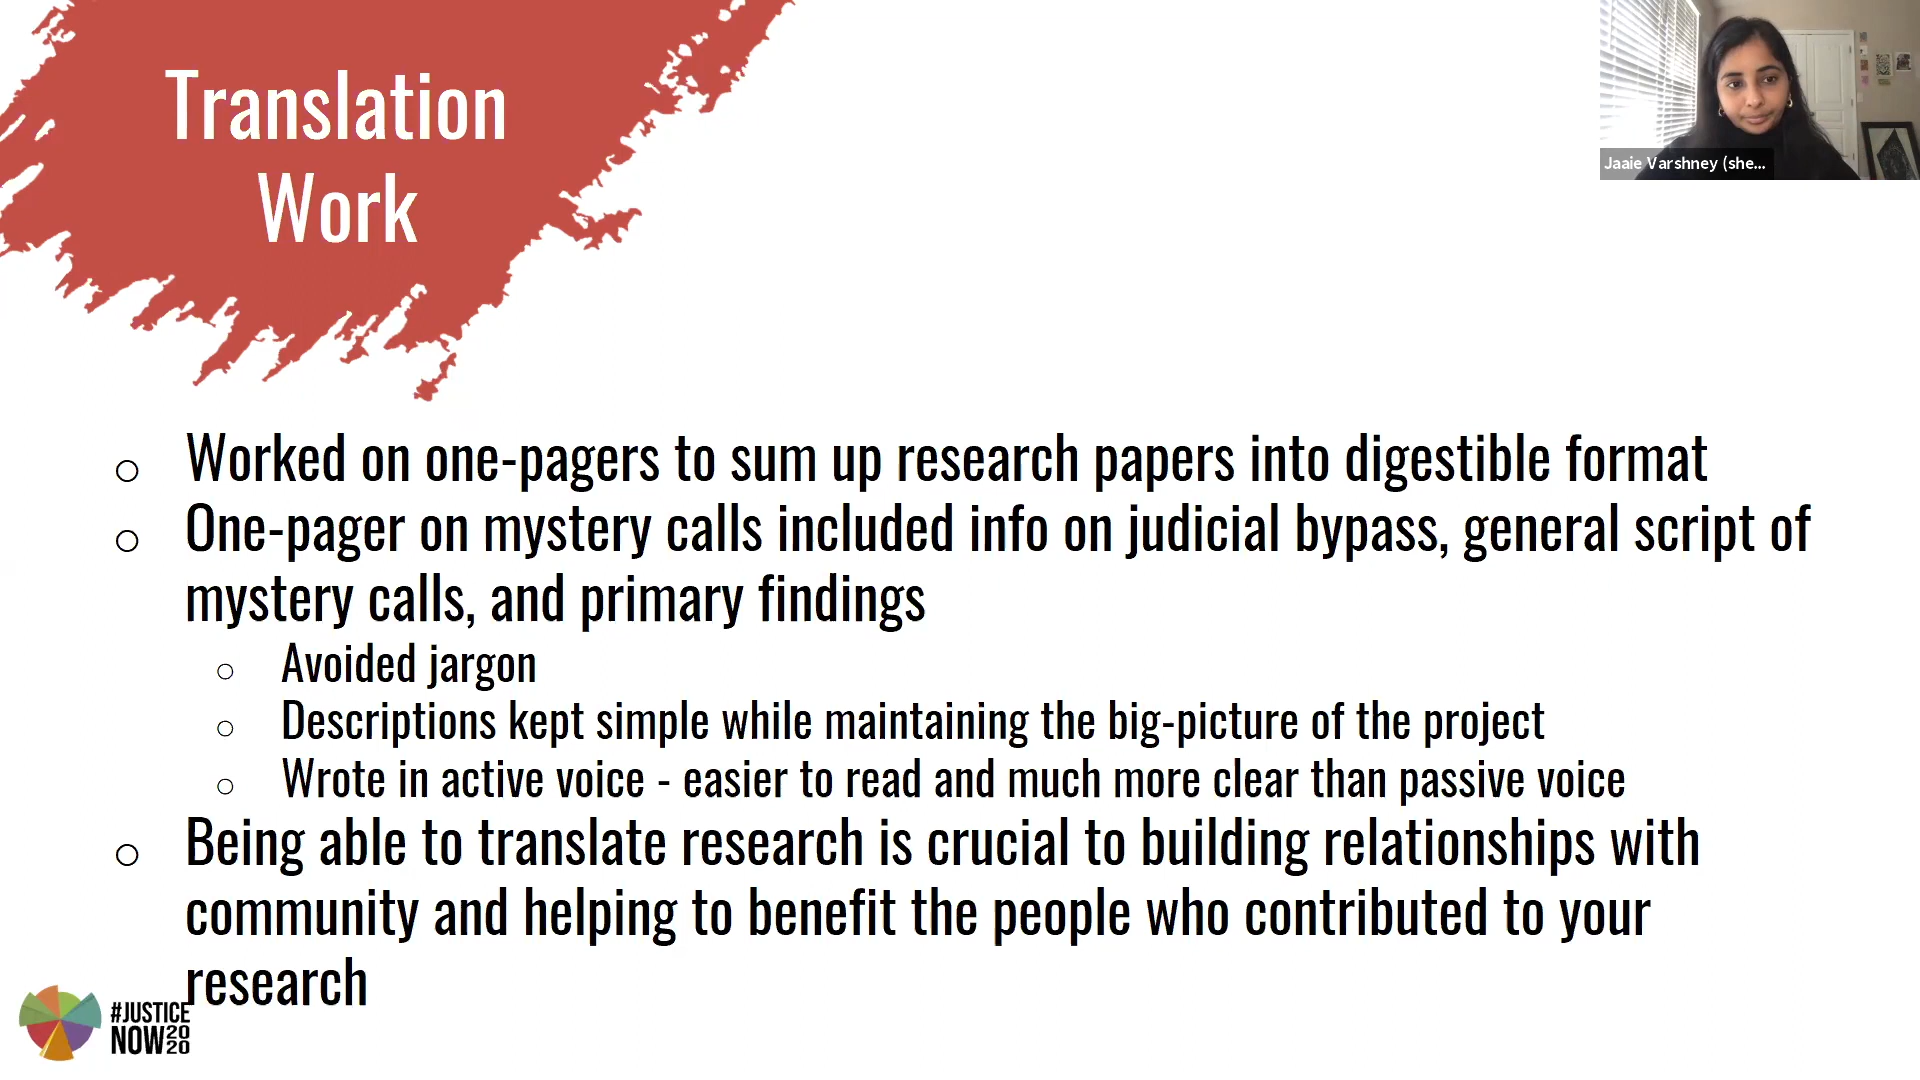 Translation
Work
Jaaie Varshney (she...
Worked on one-pagers to sum up research papers into digestible format
One-pager on mystery calls included info on judicial bypass, general script of
mystery calls, and primary findings
Avoided jargon
Descriptions kept simple while maintaining the big-picture of the project
Wrote in active voice - easier to read and much more clear than passive voice
Being able to translate research is crucial to building relationships with
community and helping to benefit the people who contributed to your
research
#JUSTICE
NOW 20
20